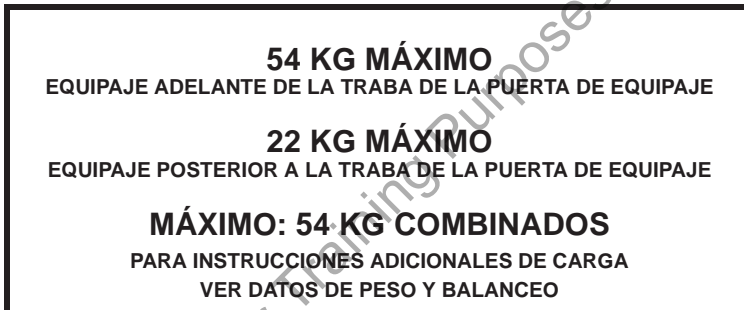 54 KG MÁXIMO
EQUIPAJE ADELANTE DE LA TRABA DE LA PUERTA DE EQUIPAJE
22 KG MÁXIMO
EQUIPAJE POSTERIOR A LA TRABA DE LA PUERTA DE EQUIPAJE
MÁXIMO: 54 KG COMBINADOS
PARA INSTRUCCIONES ADICIONALES DE CARGA
VER DATOS DE PESO Y BALANCEO
Training Purposes